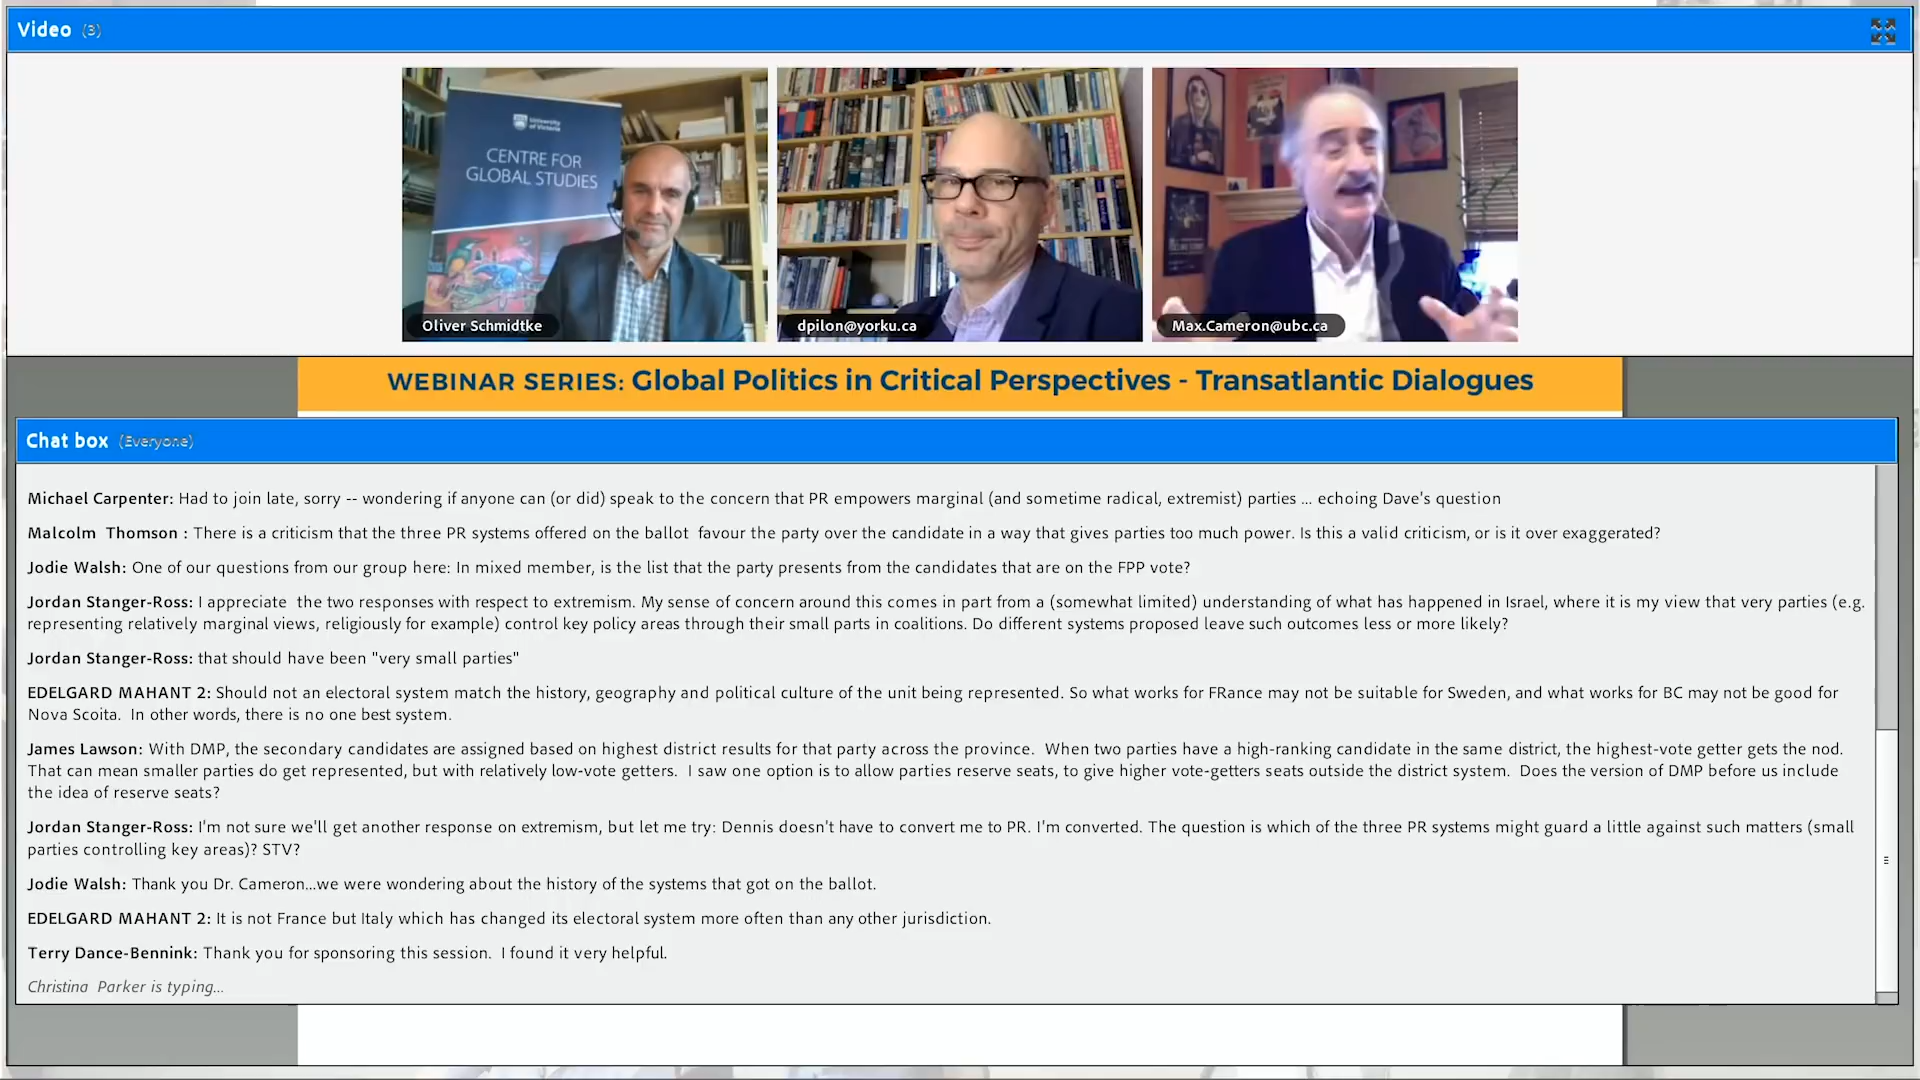 Video (3)
University
of Victoria
CENTRE FOR
GLOBAL STUDIES
Oliver Schmidtke
dpilon@yorku.ca
Max.Cameron@ubc.ca
WEBINAR SERIES: Global Politics in Critical Perspectives - Transatlantic Dialogues
Chat box (Everyone)
Michael Carpenter: Had to join late, sorry -- wondering if anyone can (or did) speak to the concern that PR empowers marginal (and sometime radical, extremist) parties ... echoing Dave's question
Malcolm Thomson : There is a criticism that the three PR systems offered on the ballot favour the party over the candidate in a way that gives parties too much power. Is this a valid criticism, or is it over exaggerated?
Jodie Walsh: One of our questions from our group here: In mixed member, is the list that the party presents from the candidates that are on the FPP vote?
Jordan Stanger-Ross: I appreciate the two responses with respect to extremism. My sense of concern around this comes in part from a (somewhat limited) understanding of what has happened in Israel, where it is my view that very parties (e.g.
representing relatively marginal views, religiously for example) control key policy areas through their small parts in coalitions. Do different systems proposed leave such outcomes less or more likely?
Jordan Stanger-Ross: that should have been "very small parties"
EDELGARD MAHANT 2: Should not an electoral system match the history, geography and political culture of the unit being represented. So what works for FRance may not be suitable for Sweden, and what works for BC may not be good for
Nova Scoita. In other words, there is no one best system.
James Lawson: With DMP, the secondary candidates are assigned based on highest district results for that party across the province. When two parties have a high-ranking candidate in the same district, the highest-vote getter gets the nod.
That can mean smaller parties do get represented, but with relatively low-vote getters. I saw one option is to allow parties reserve seats, to give higher vote-getters seats outside the district system. Does the version of DMP before us include
the idea of reserve seats?
Jordan Stanger-Ross: I'm not sure we'll get another response on extremism, but let me try: Dennis doesn't have to convert me to PR. I'm converted. The question is which of the three PR systems might guard a little against such matters (small
parties controlling key areas)? STV?
Jodie Walsh: Thank you Dr. Cameron...we were wondering about the history of the systems that got on the ballot.
EDELGARD MAHANT 2: It is not France but Italy which has changed its electoral system more often than any other jurisdiction.
Terry Dance-Bennink: Thank you for sponsoring this session. I found it very helpful.
Christina Parker is typing...